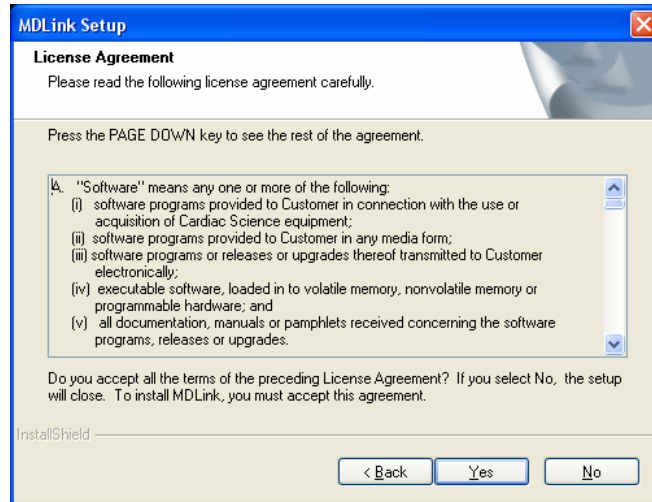 MDLink Setup
License Agreement
Please read the following license agreement carefully.
Press the PAGE DOWN key to see the rest of the agreement.
A. "Software" means any one or more of the following:
(i) software programs provided to Customer in connection with the use or
acquisition of Cardiac Science equipment;
(ii) software programs provided to Customer in any media form;
(iii) software programs or releases or upgrades thereof transmitted to Customer
electronically;
(iv) executable software, loaded in to volatile memory, nonvolatile memory or
programmable hardware; and
(v) all documentation, manuals or pamphlets received concerning the software
programs, releases or upgrades.
Do you accept all the terms of the preceding License Agreement? If you select No, the setup
will close. To install MDLink, you must accept this agreement.
InstallShield
< Back Yes No